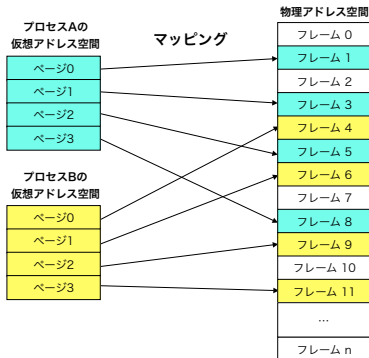 プロセスAの
仮想アドレス空間
ページ0
ページ1
ページ2
ページ3
プロセスBの
仮想アドレス空間
ページ0
ページ1
ページ2
ページ3
マッピング
物理アドレス空間
フレーム 0
フレーム 1
フレーム 2
フレーム 3
フレーム 4
フレーム 5
フレーム 6
フレーム 7
フレーム 8
フレーム 9
フレーム 10
フレーム 11
…
フレーム n